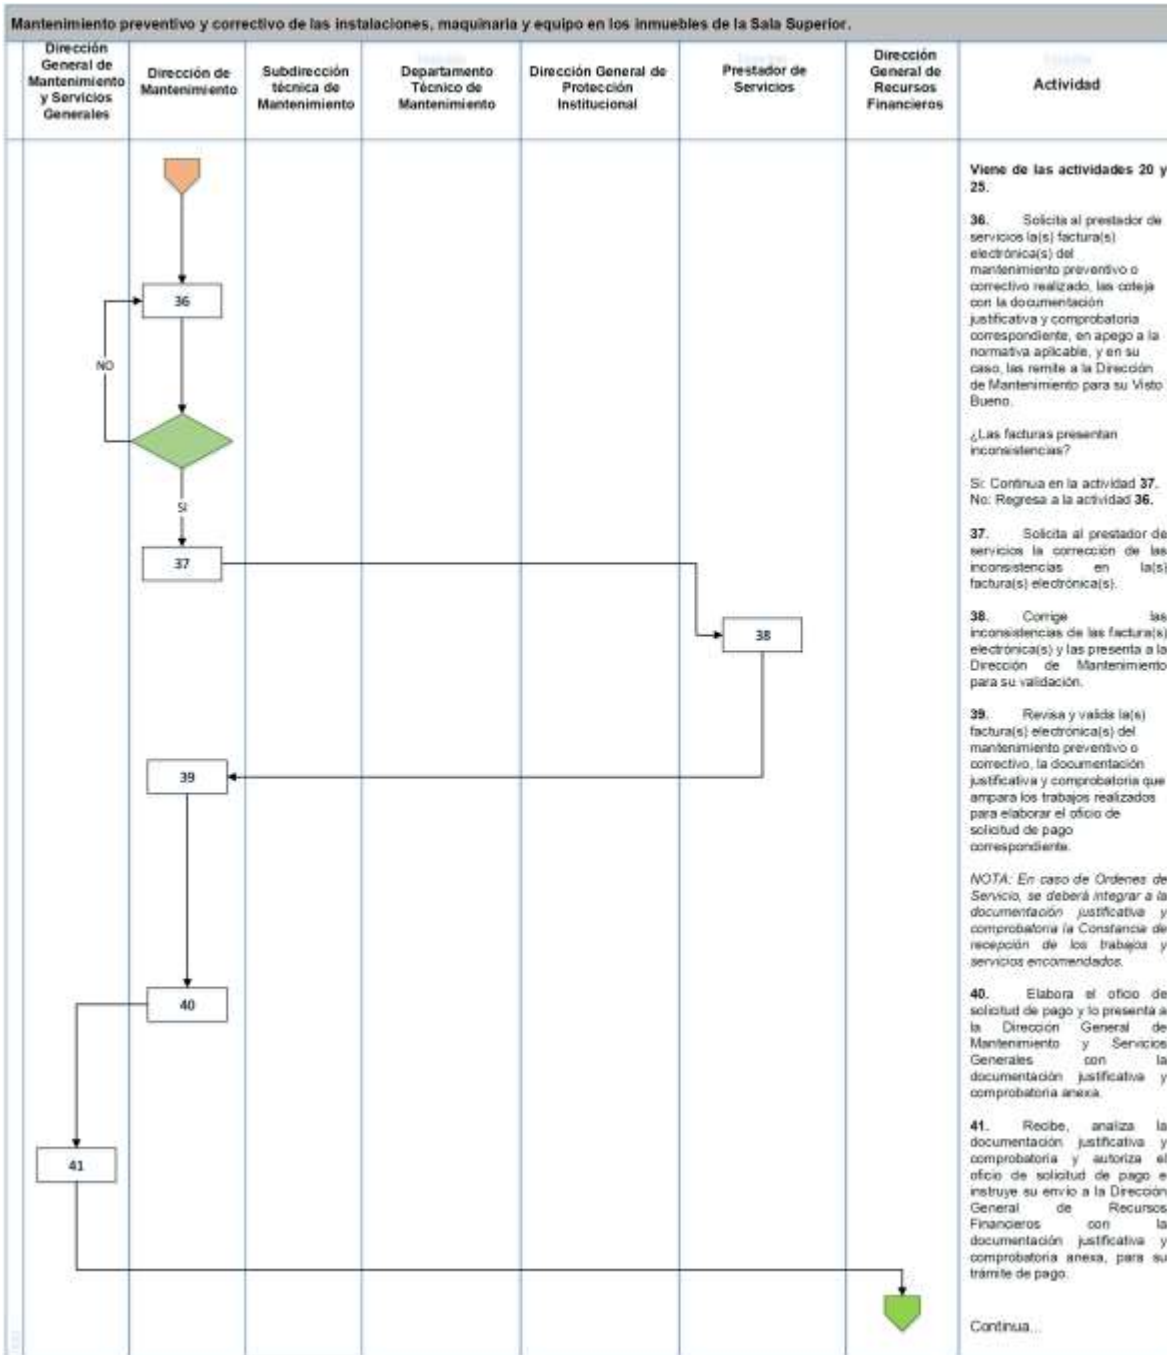 Mantenimiento preventivo y correctivo de las instalaciones, maquinaria y equipo en los inmuebles de la Sala Superior.
Dirección
General de
Mantenimiento
y Servicios
Generales
Dirección de
Mantenimiento
Subdirección
técnica de
Mantenimiento
Departamento
Técnico de
Mantenimiento
Dirección General de
Protección
Institucional
Prestador de
Servicios
Dirección
General de
Recursos
Financieros
Actividad
36
NO
SI
37
38
39
40
41
Viene de las actividades 20 y
25.
36. Solicita al prestador de
servicios la(s) factura(s)
electrónica(s) del
mantenimiento preventivo o
correctivo realizado, las coteja
con la documentación
justificativa y comprobatoria
correspondiente, en apego a la
normativa aplicable, y en su
caso, las remite a la Dirección
de Mantenimiento para su Visto
Bueno.
¿Las facturas presentan
inconsistencias?
Si: Continua en la actividad 37.
No: Regresa a la actividad 36.
37. Solicita al prestador de
servicios la corrección de las
inconsistencias en la(s)
factura(s) electrónica(s).
38. Corrige las
inconsistencias de las factura(s)
electrónica(s) y las presenta a la
Dirección de Mantenimiento
para su validación.
39. Revisa y valida la(s)
factura(s) electrónica(s) del
mantenimiento preventivo o
correctivo, la documentación
justificativa y comprobatoria que
ampara los trabajos realizados
para elaborar el oficio de
solicitud de pago
correspondiente.
NOTA: En caso de Ordenes de
Servicio, se deberá integrar a la
documentación justificativa y
comprobatoria la Constancia de
recepción de los trabajos y
servicios encomendados.
40. Elabora el oficio de
solicitud de pago y lo presenta a
la Dirección General de
Mantenimiento y Servicios
Generales con la
documentación justificativa y
comprobatoria anexa.
41. Recibe, analiza la
documentación justificativa y
comprobatoria y autoriza el
oficio de solicitud de pago e
instruye su envío a la Dirección
General de Recursos
Financieros con la
documentación justificativa y
comprobatoria anexa, para su
trámite de pago.
Continua...